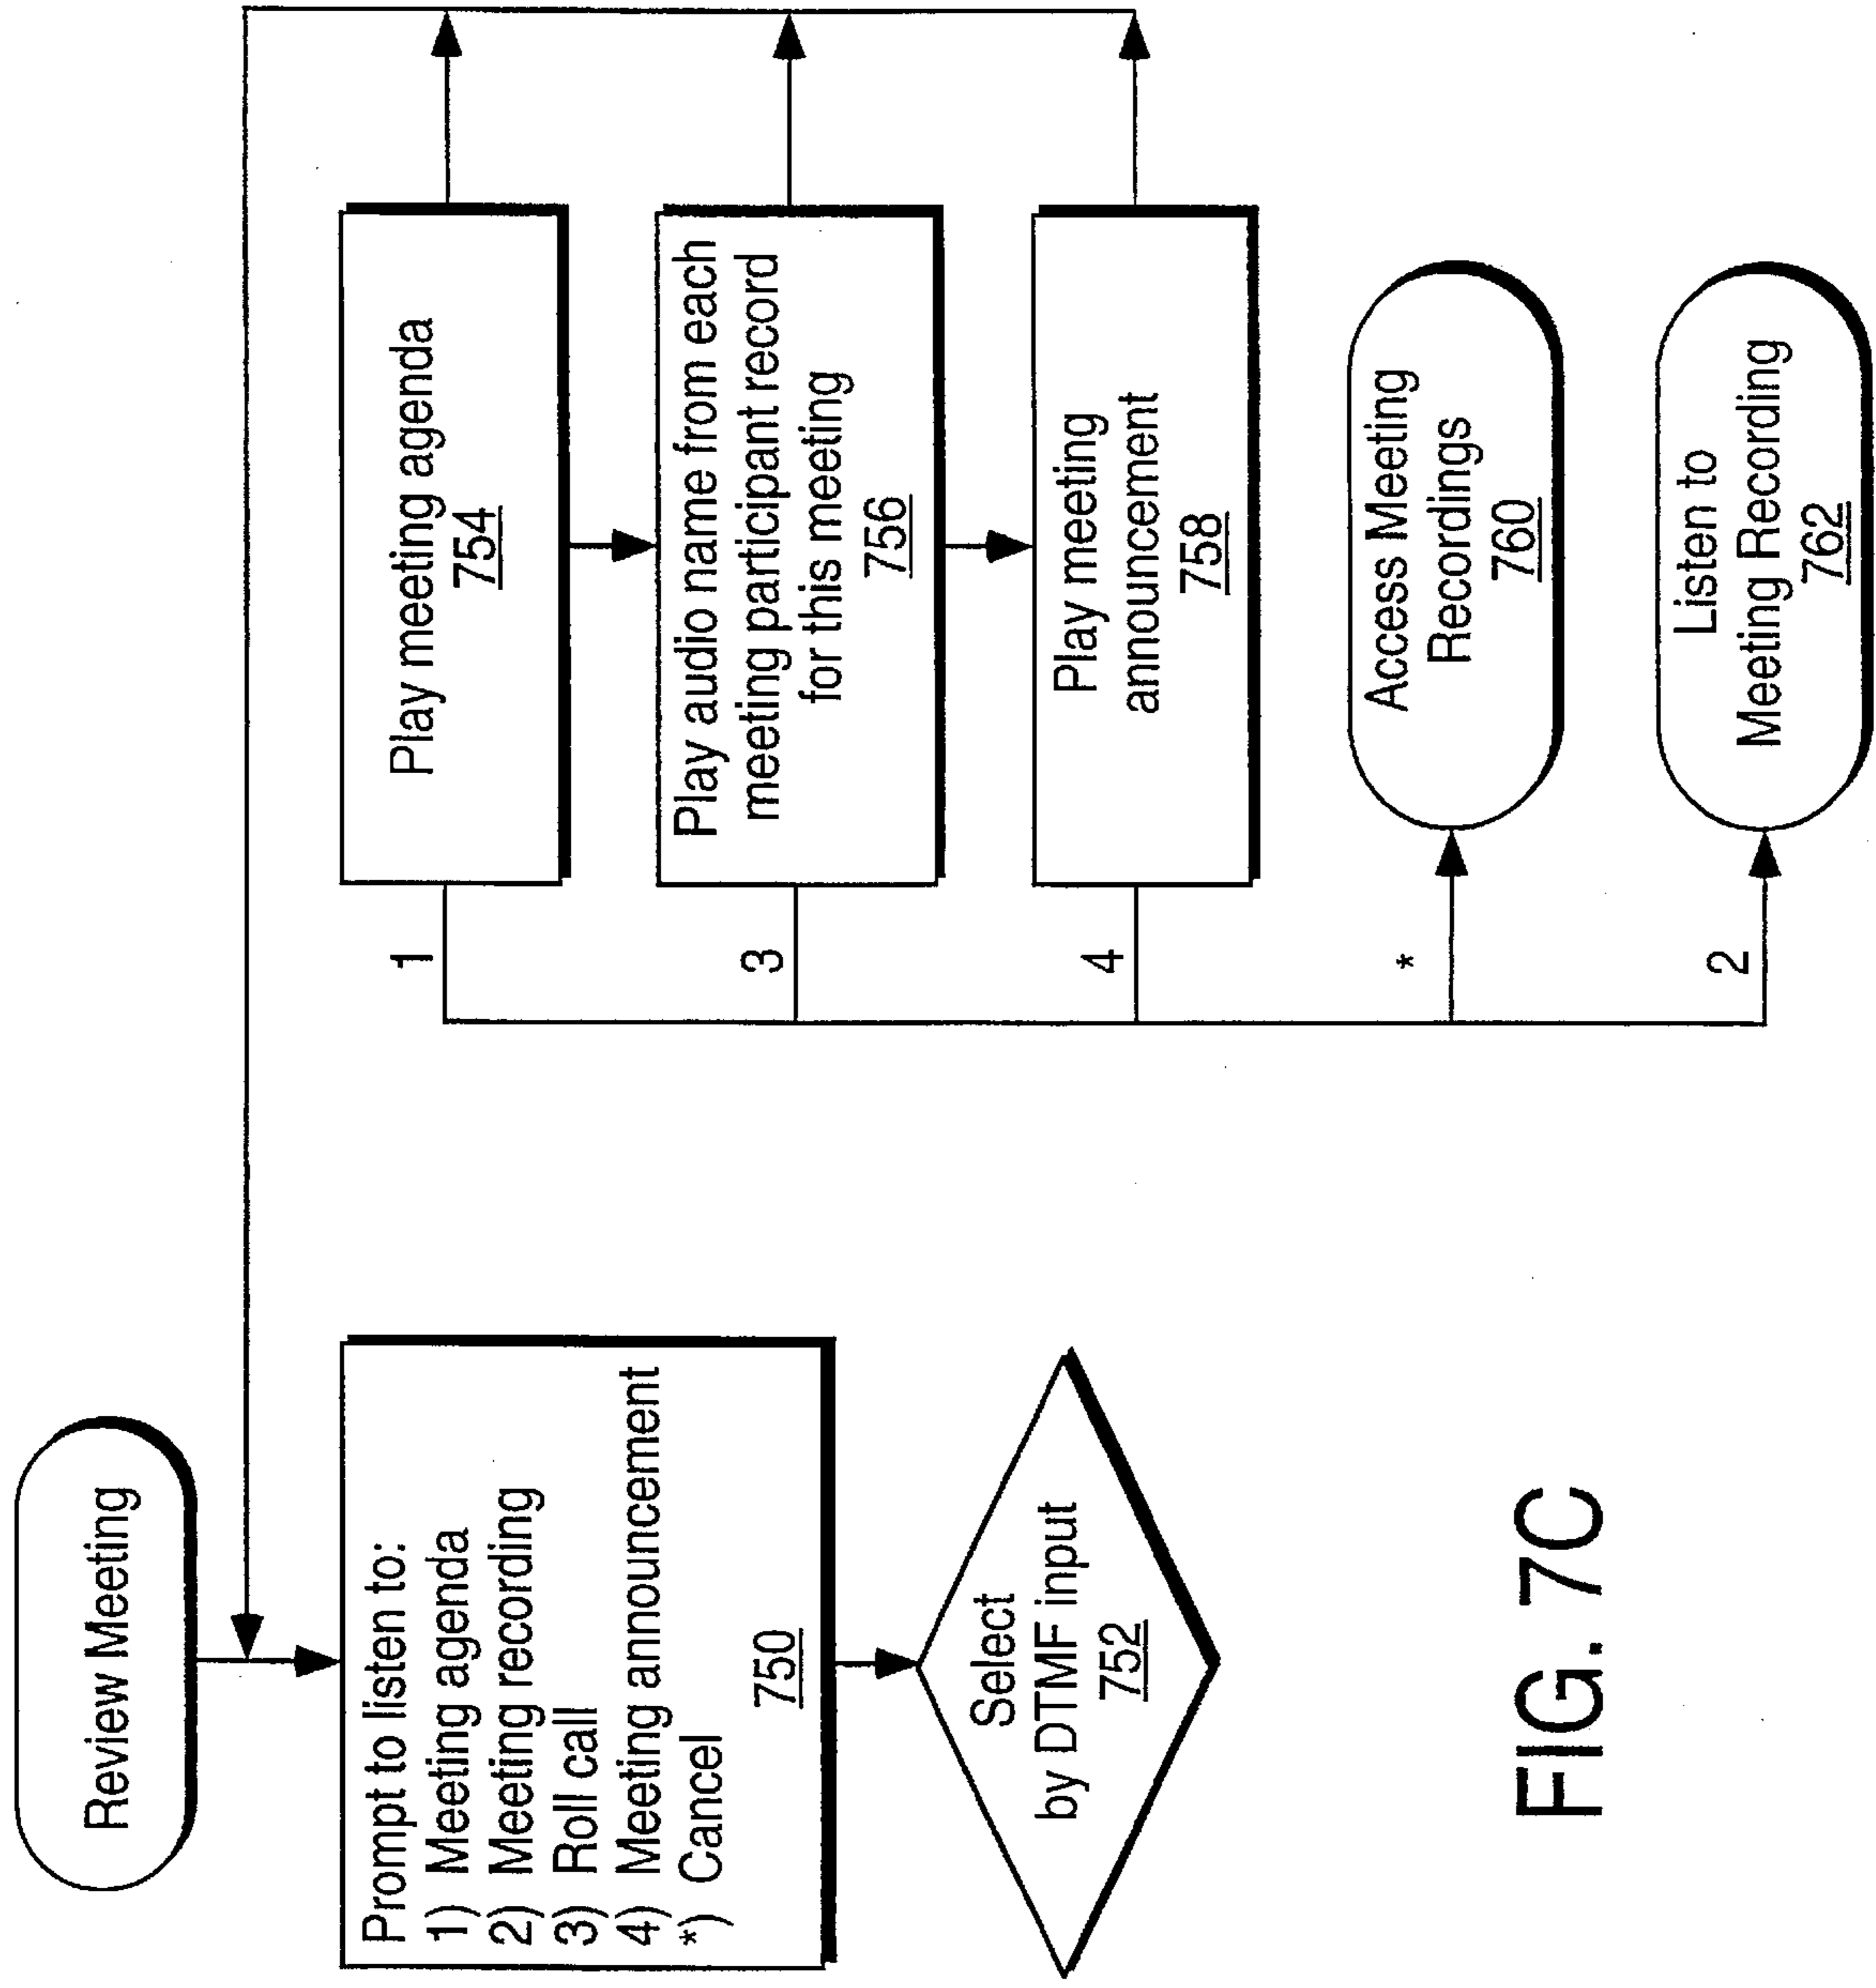 Review Meeting
Prompt to listen to:
1) Meeting agenda
2) Meeting recording
3) Roll call
4) Meeting announcement
*) Cancel
750
Select
by DTMF input
752
1
Play meeting agenda
754
3
Play audio name from each
meeting participant record
for this meeting
756
4
Play meeting
announcement
758
*
Access Meeting
Recordings
760
2
Listen to
Meeting Recording
762
FIG. 7C